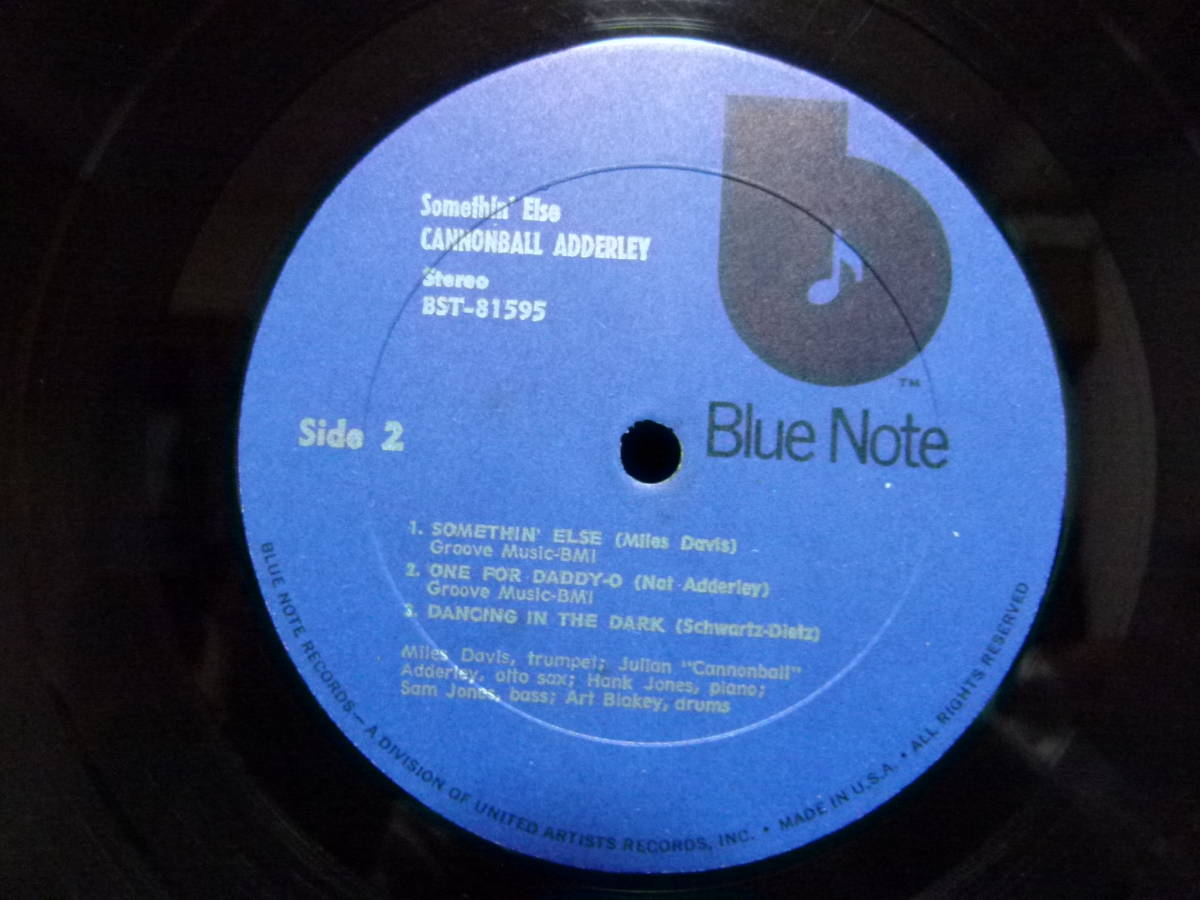 Somethin' Else
CANNONBALL ADDERLEY
Stereo
BST-81595
TM
Blue Note
Side 2
1. SOMETHIN' ELSE (Miles Davis)
Groove Music-BMI
2. ONE FOR DADDY-O (Nat Adderley)
Groove Music-BMI
3. DANCING IN THE DARK (Schwartz-Dietz)
Miles Davis, trumpet; Julian "Cannonball"
Adderley, alto sax; Hank Jones, piano;
Sam Jones, bass; Art Blakey, drums
BLUE NOTE RECORDS — A DIVISION OF UNITED ARTISTS RECORDS, INC. • MADE IN U.S.A. • ALL RIGHTS RESERVED